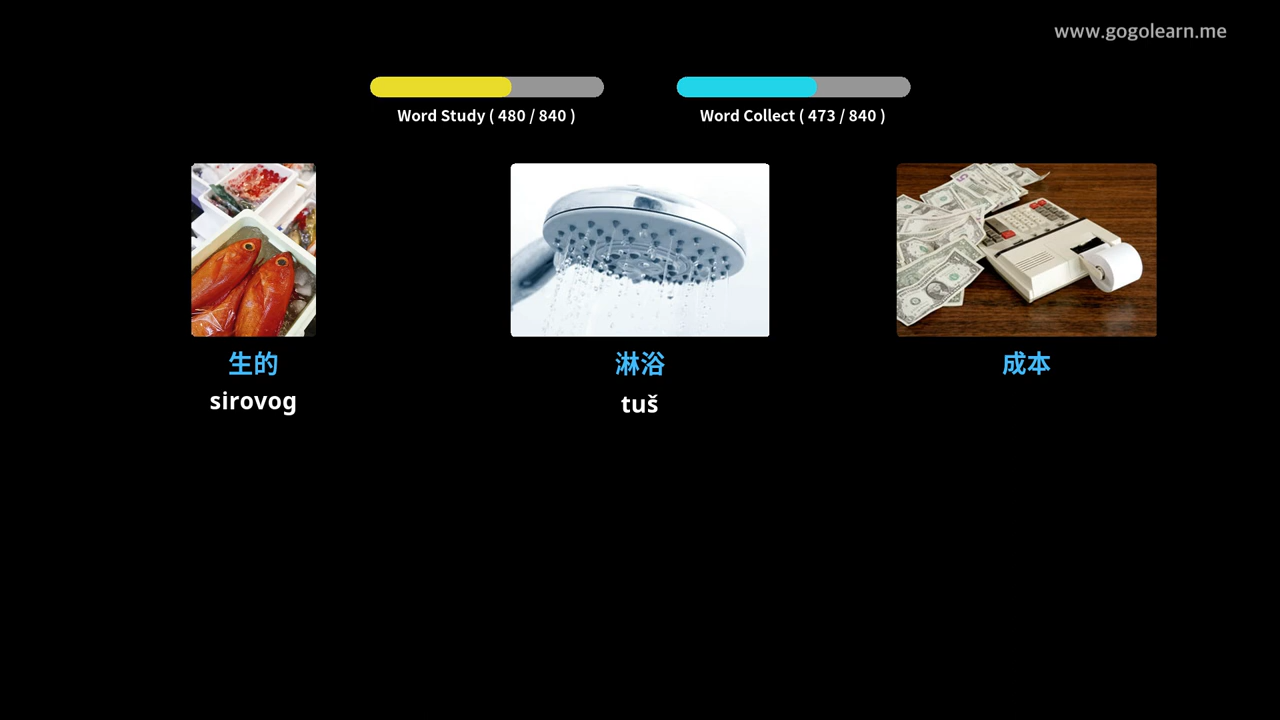 www.gogolearn.me
Word Study ( 480 / 840 )
Word Collect ( 473 / 840 )
生的
sirovog
淋浴
tuš
成本